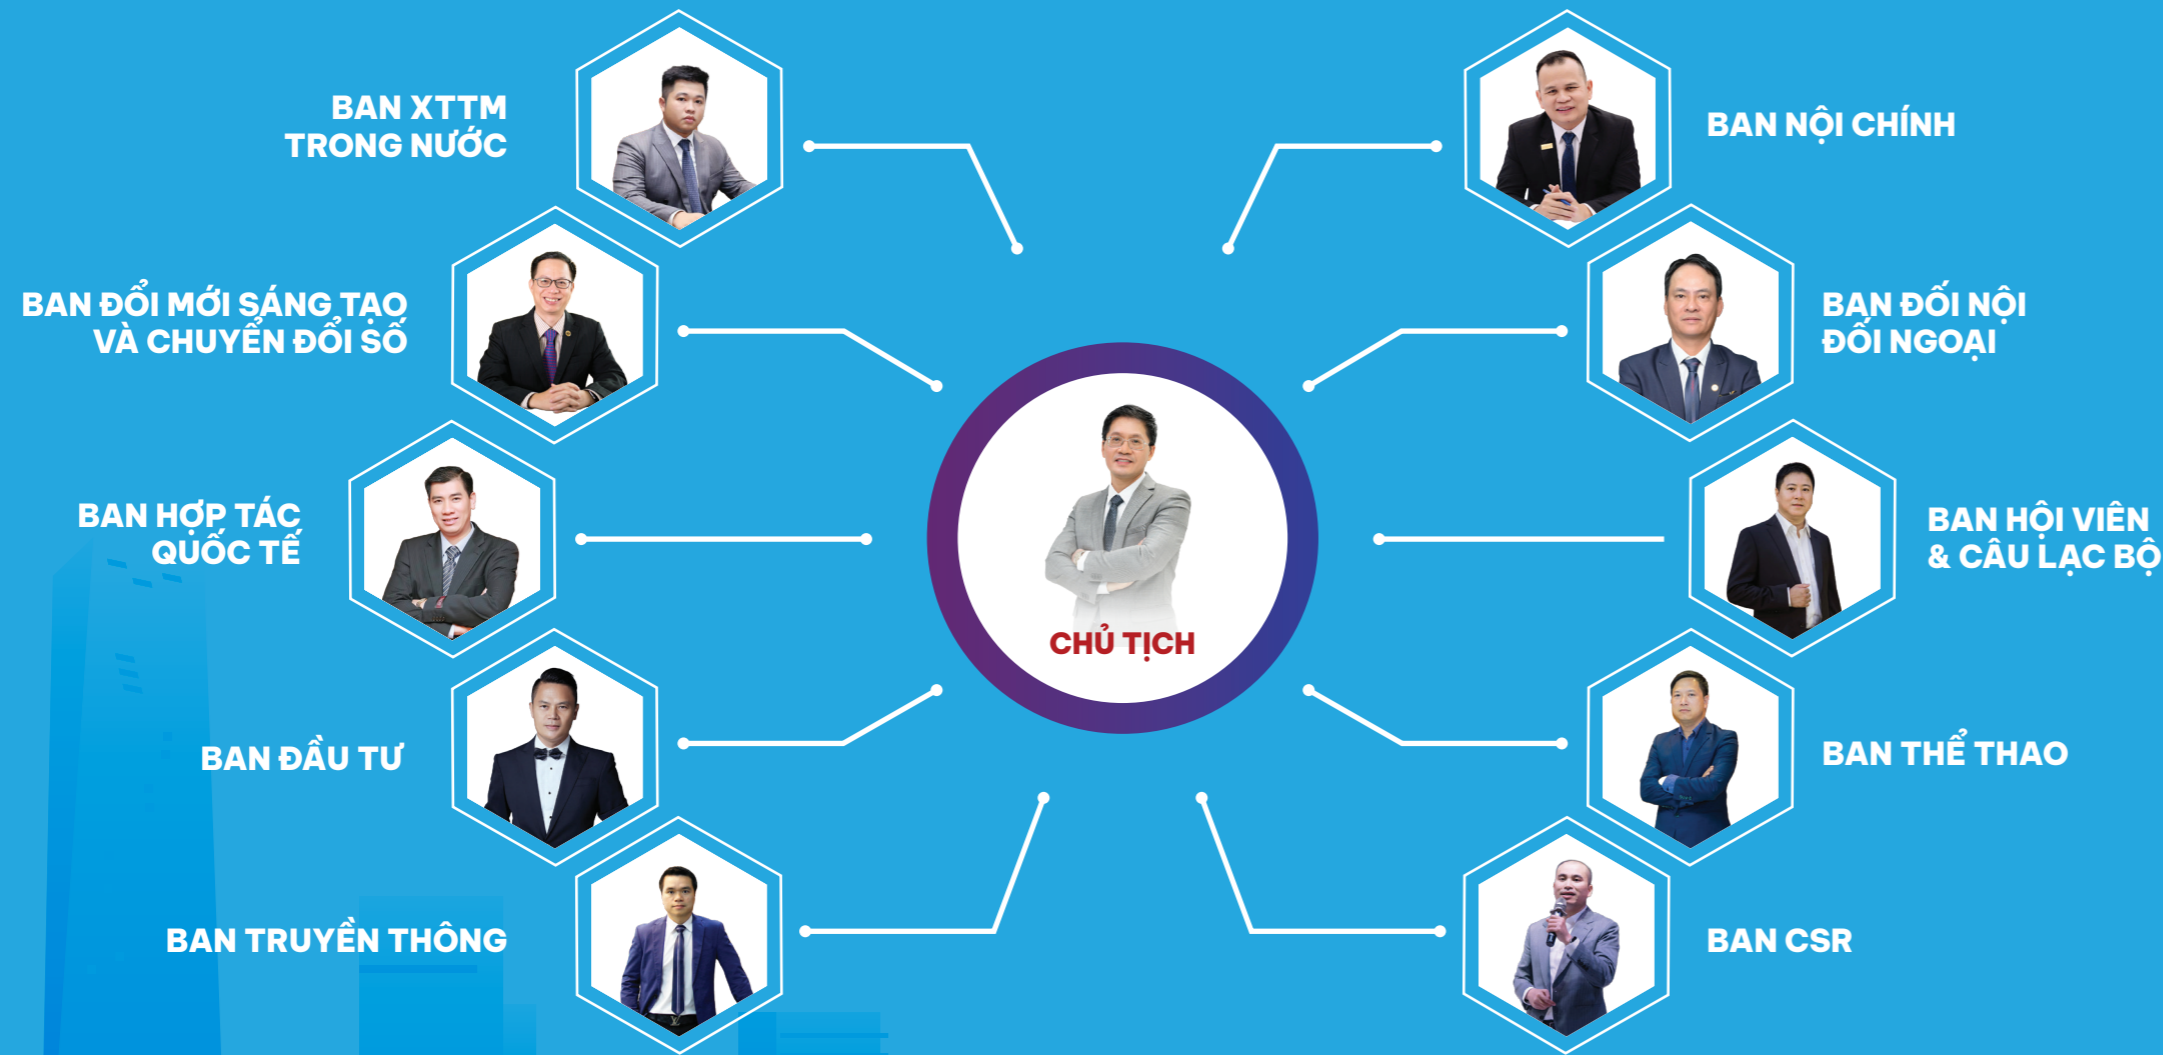 BAN XTTM
TRONG NƯỚC
BAN ĐỔI MỚI SÁNG TẠO
VÀ CHUYỂN ĐỔI SỐ
BAN HỢP TÁC
QUỐC TẾ
BAN ĐẦU TƯ
BAN TRUYỀN THÔNG
CHỦ TỊCH
BAN NỘI CHÍNH
BAN ĐỐI NỘI
ĐỐI NGOẠI
BAN HỘI VIÊN
& CÂU LẠC BỘ
BAN THỂ THAO
BAN CSR